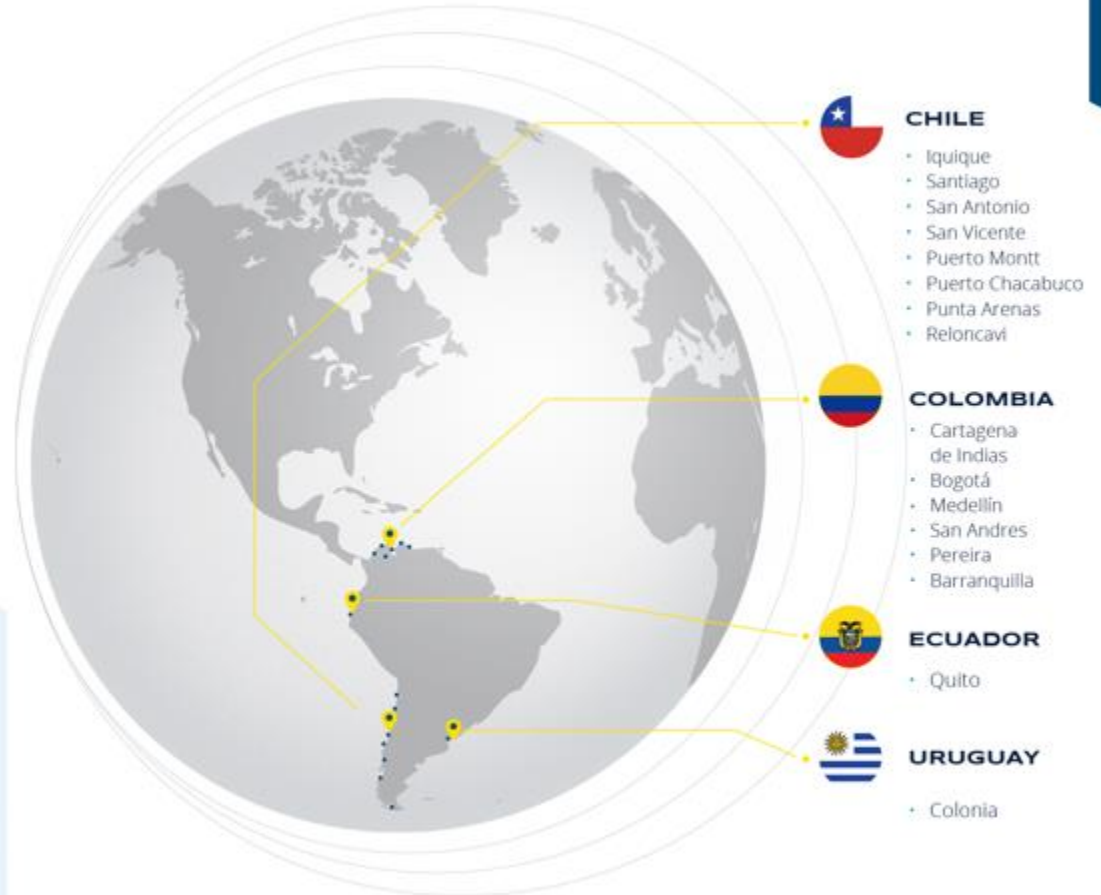 CHILE
· Iquique
· Santiago
· San Antonio
· San Vicente
· Puerto Montt
· Puerto Chacabuco
· Punta Arenas
· Reloncavi
COLOMBIA
· Cartagena
de Indias
· Bogotá
· Medellín
· San Andres
· Pereira
· Barranquilla
ECUADOR
· Quito
URUGUAY
· Colonia